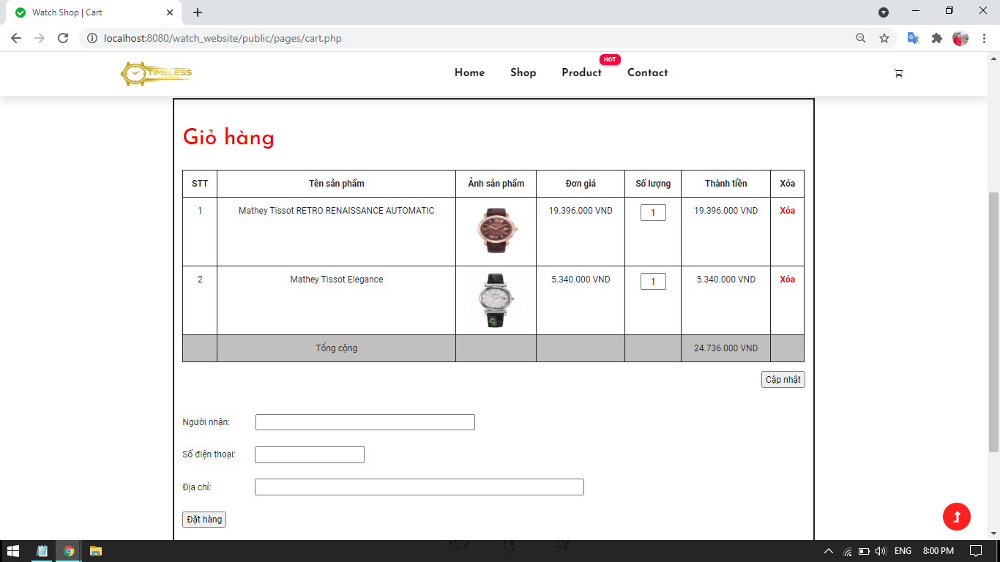 Watch Shop | Cart
localhost:8080/watch_website/public/pages/cart.php
TIMELESS
Home Shop Product HOT Contact
Giỏ hàng
STT Tên sản phẩm Ảnh sản phẩm Đơn giá Số lượng Thành tiền Xóa
1 Mathey Tissot RETRO RENAISSANCE AUTOMATIC 19.396.000 VND 1 19.396.000 VND Xóa
2 Mathey Tissot Elegance 5.340.000 VND 1 5.340.000 VND Xóa
Tổng cộng 24.736.000 VND
Cập nhật
Người nhận:
Số điện thoại:
Địa chỉ:
Đặt hàng
ENG 8:00 PM